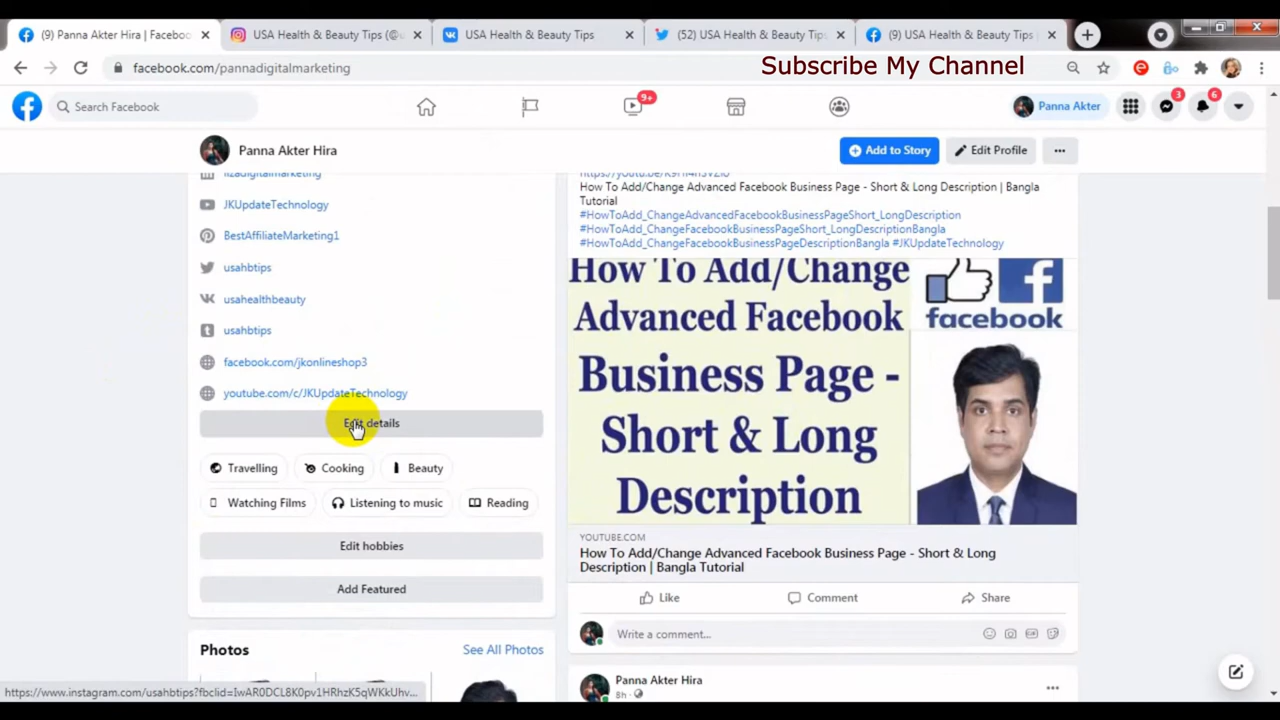 (9) Panna Akter Hira | Faceboo
USA Health & Beauty Tips (@u
USA Health & Beauty Tips
(52) USA Health & Beauty Tips
(9) USA Health & Beauty Tips
facebook.com/pannadigitalmarketing
Subscribe My Channel
Search Facebook
9+
Panna Akter
3
6
Panna Akter Hira
Add to Story
Edit Profile
lizadigitalmarketing
JKUpdateTechnology
BestAffiliateMarketing1
usahbtips
usahealthbeauty
usahbtips
facebook.com/jkonlineshop3
youtube.com/c/JKUpdateTechnology
Edit details
Travelling
Cooking
Beauty
Watching Films
Listening to music
Reading
Edit hobbies
Add Featured
Photos
See All Photos
How To Add/Change Advanced Facebook Business Page - Short & Long Description | Bangla
Tutorial
#HowToAdd_ChangeAdvancedFacebookBusinessPageShort_LongDescription
#HowToAdd_ChangeFacebookBusinessPageShort_LongDescriptionBangla
#HowToAdd_ChangeFacebookBusinessPageDescriptionBangla #JKUpdateTechnology
How To Add/Change
Advanced Facebook
Business Page -
Short & Long
Description
facebook
YOUTUBE.COM
How To Add/Change Advanced Facebook Business Page - Short & Long
Description | Bangla Tutorial
Like
Comment
Share
Write a comment...
GIF
Panna Akter Hira
8h
https://www.instagram.com/usahbtips?fbclid=IwAR0DCL8K0pv1HRhzK5qWKkUhv...